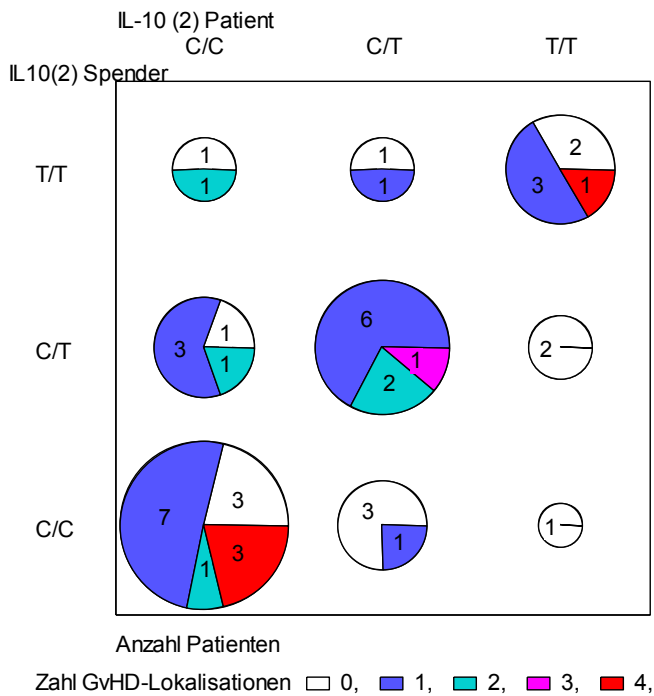 IL-10 (2) Patient
C/C C/T T/T
IL10(2) Spender
T/T
1 1 2
1 1 3 1
C/T
3 1 1
6 1 2
2
C/C
7 3 1 3
3 1
1
Anzahl Patienten
Zahl GvHD-Lokalisationen 0, 1, 2, 3, 4,